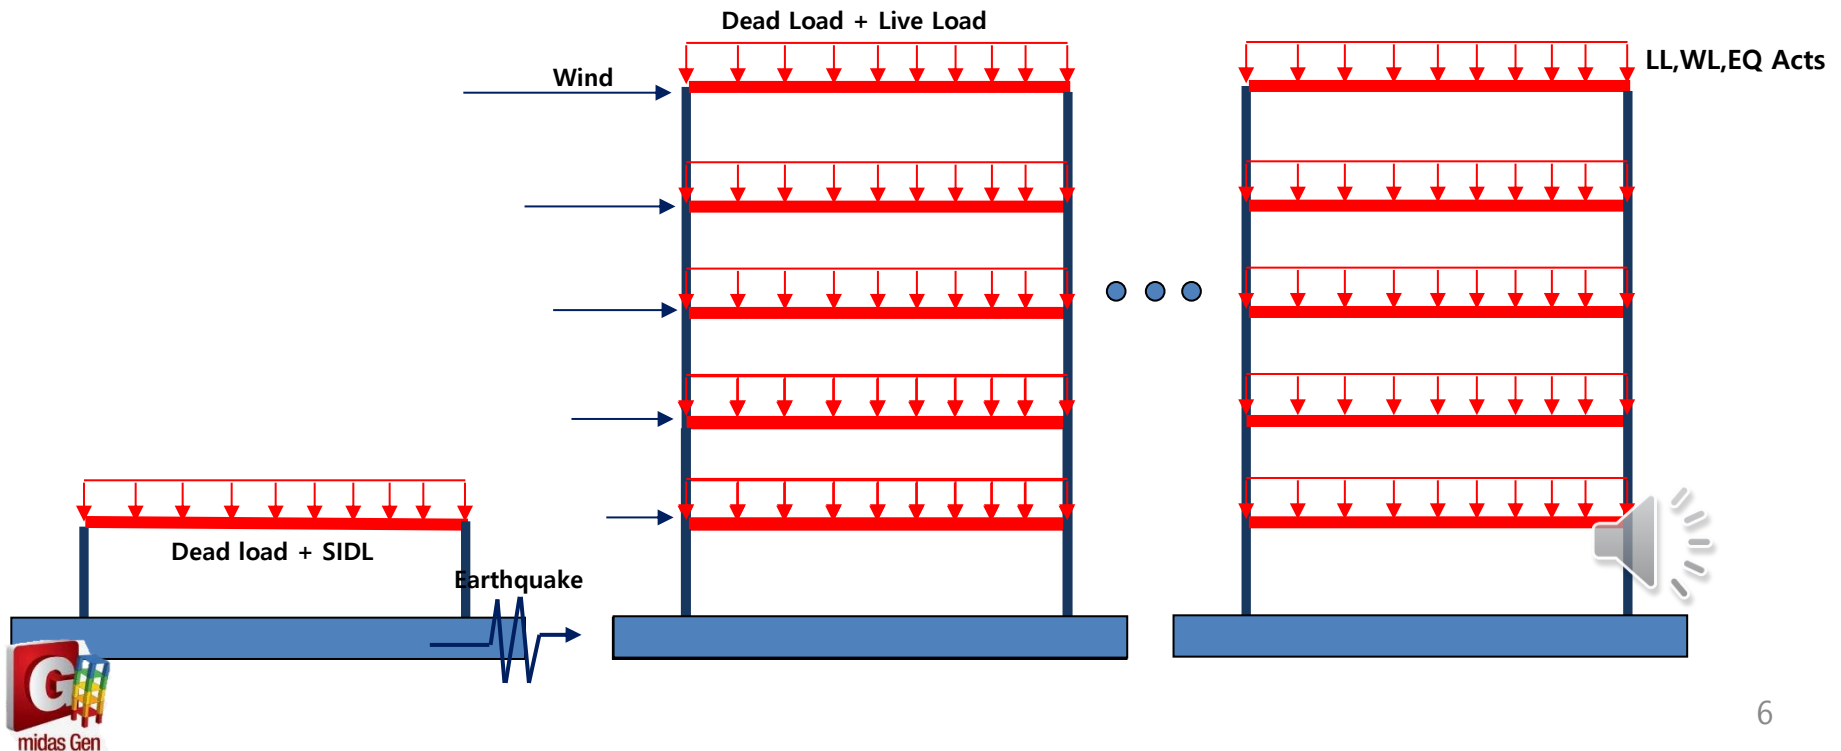 Dead Load + Live Load
Wind
LL,WL,EQ Acts
Dead load + SIDL
Earthquake
G
midas Gen
6